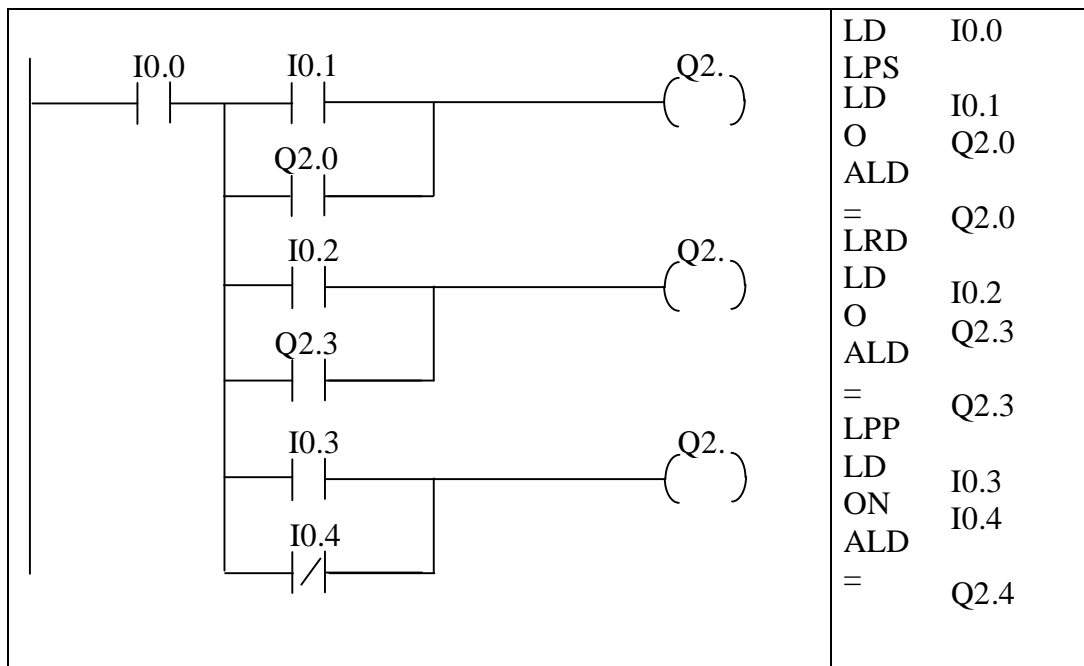 I0.0 I0.1 Q2.
Q2.0
I0.2 Q2.
Q2.3
I0.3 Q2.
I0.4
LD I0.0
LPS
LD I0.1
O Q2.0
ALD
= Q2.0
LRD
LD I0.2
O Q2.3
ALD
= Q2.3
LPP
LD I0.3
ON I0.4
ALD
= Q2.4